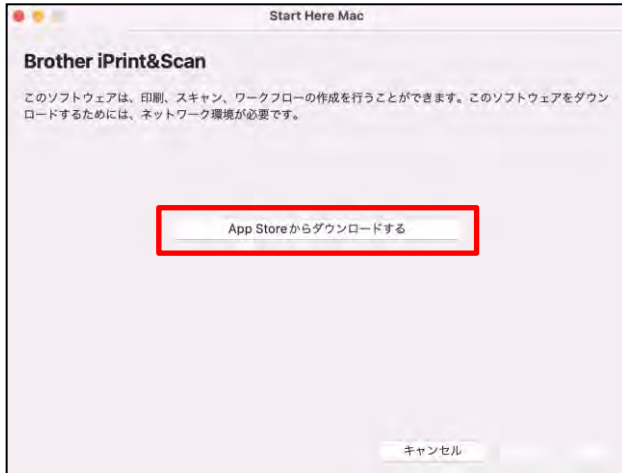 Start Here Mac
Brother iPrint&Scan
このソフトウェアは、印刷、スキャン、ワークフローの作成を行うことができます。このソフトウェアをダウン
ロードするためには、ネットワーク環境が必要です。
App Storeからダウンロードする
キャンセル